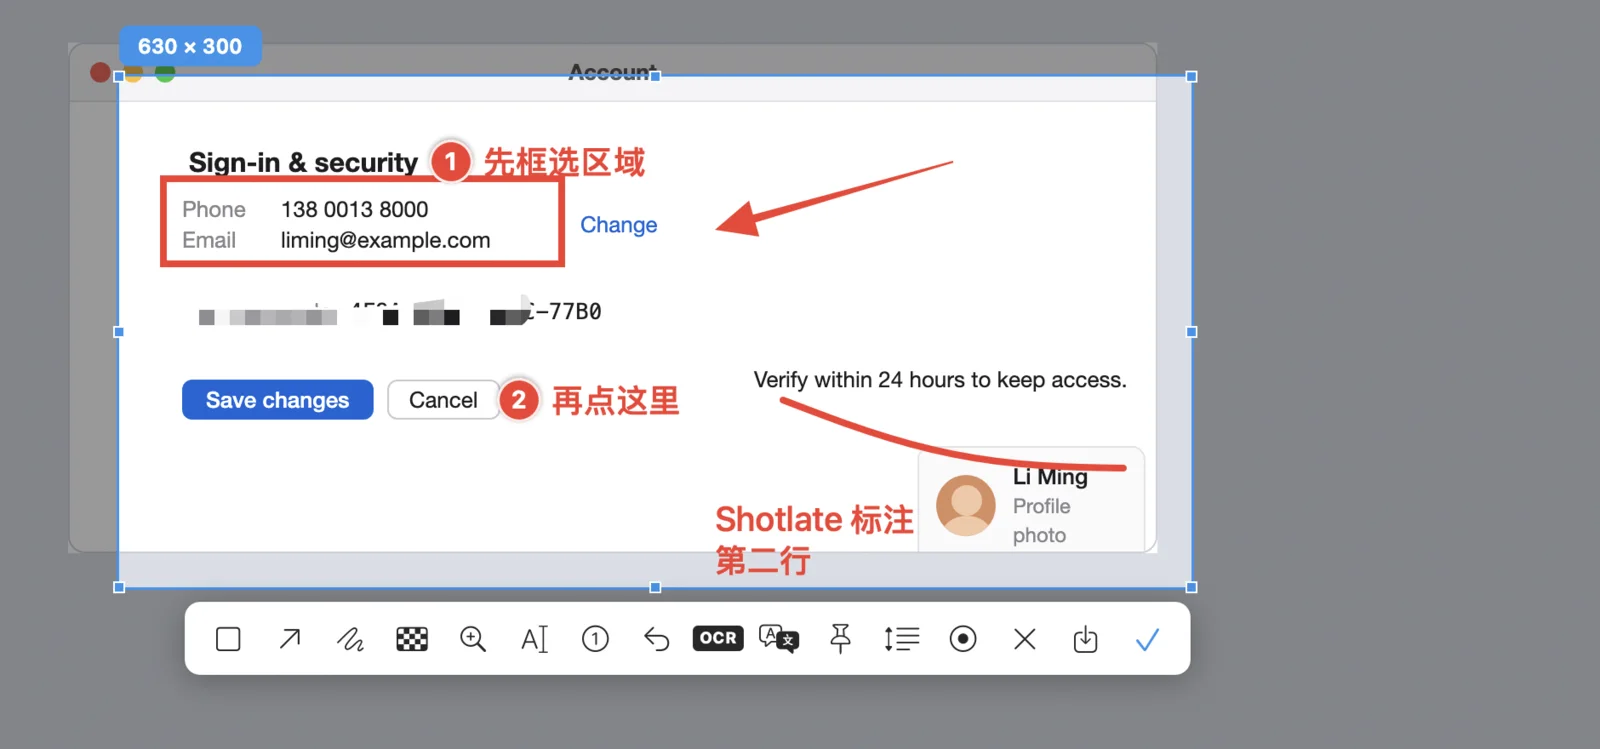 630 × 300
Account
Sign-in & security 1 先框选区域
Phone 138 0013 8000
Email liming@example.com
Change
-77B0
Verify within 24 hours to keep access.
Save changes Cancel 2 再点这里
Li Ming
Profile
photo
Shotlate 标注
第二行
A 1 OCR A 文